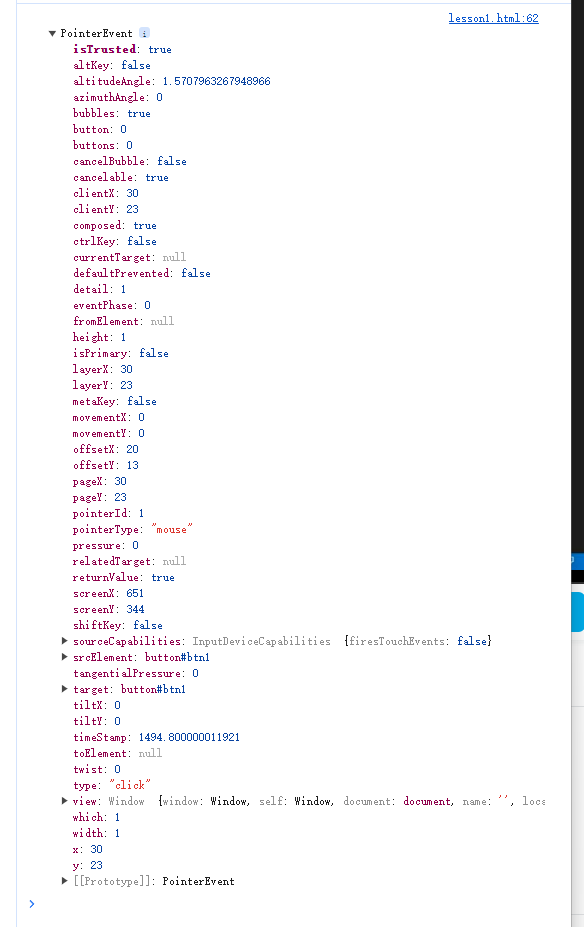 lesson1.html:62
▼ PointerEvent i
isTrusted: true
altKey: false
altitudeAngle: 1.5707963267948966
azimuthAngle: 0
bubbles: true
button: 0
buttons: 0
cancelBubble: false
cancelable: true
clientX: 30
clientY: 23
composed: true
ctrlKey: false
currentTarget: null
defaultPrevented: false
detail: 1
eventPhase: 0
fromElement: null
height: 1
isPrimary: false
layerX: 30
layerY: 23
metaKey: false
movementX: 0
movementY: 0
offsetX: 20
offsetY: 13
pageX: 30
pageY: 23
pointerId: 1
pointerType: "mouse"
pressure: 0
relatedTarget: null
returnValue: true
screenX: 651
screenY: 344
shiftKey: false
▶ sourceCapabilities: InputDeviceCapabilities {firesTouchEvents: false}
▶ srcElement: button#btn1
tangentialPressure: 0
▶ target: button#btn1
tiltX: 0
tiltY: 0
timeStamp: 1494.800000011921
toElement: null
twist: 0
type: "click"
▶ view: Window {window: Window, self: Window, document: document, name: '', loca
which: 1
width: 1
x: 30
y: 23
▶ [[Prototype]]: PointerEvent
>